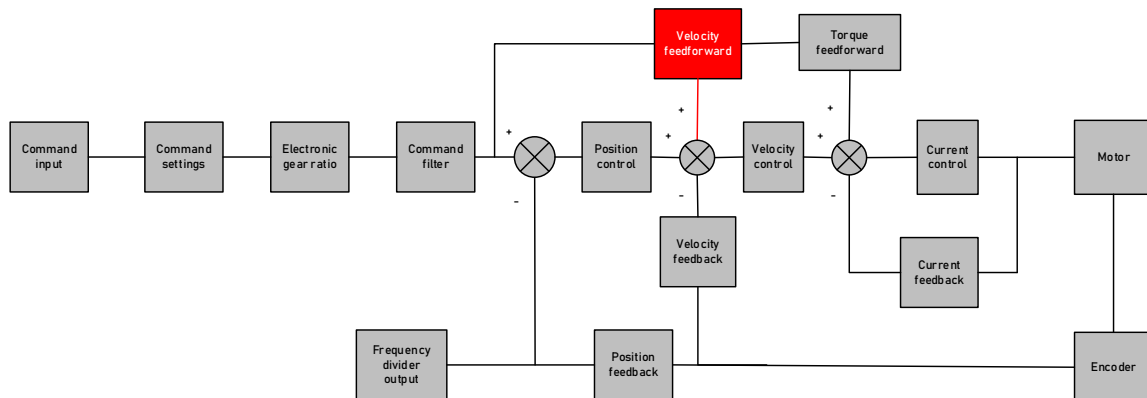 Velocity
feedforward
Torque
feedforward
+
+
+
+
+
Command
input
Command
settings
Electronic
gear ratio
Command
filter
Position
control
Velocity
control
Current
control
Motor
-
-
-
Velocity
feedback
Current
feedback
Frequency
divider
output
Position
feedback
Encoder